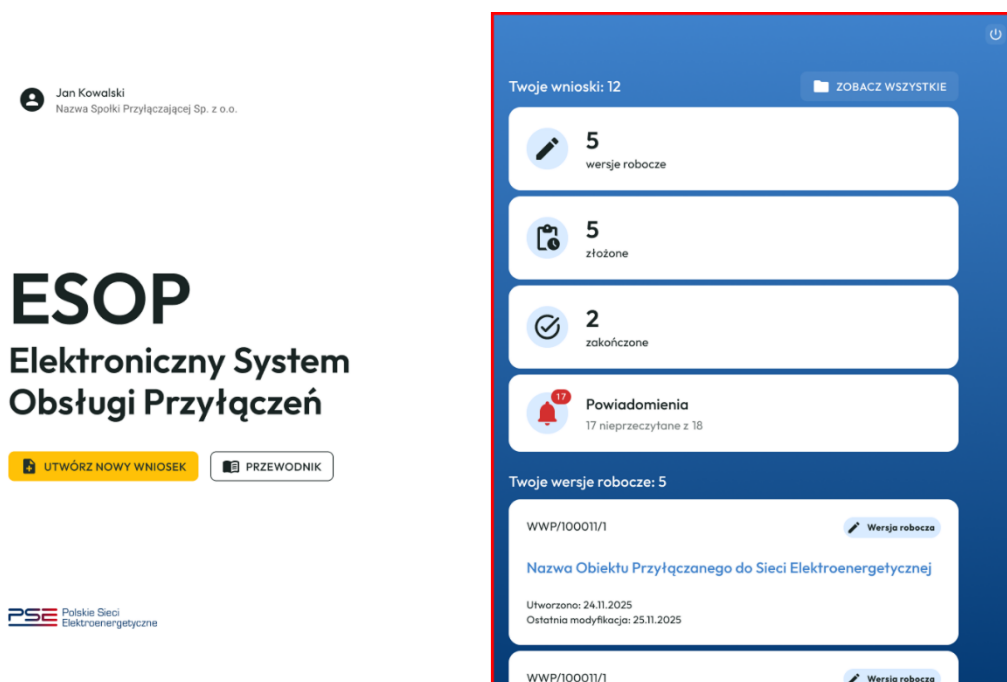 Jan Kowalski
Nazwa Spółki Przyłączającej Sp. z o.o.
ESOP
Elektroniczny System
Obsługi Przyłączeń
UTWÓRZ NOWY WNIOSEK
PRZEWODNIK
PSE Polskie Sieci
Elektroenergetyczne
Twoje wnioski: 12
ZOBACZ WSZYSTKIE
5
wersje robocze
5
złożone
2
zakończone
17
Powiadomienia
17 nieprzeczytane z 18
Twoje wersje robocze: 5
WWP/100011/1
Wersja robocza
Nazwa Obiektu Przyłączanego do Sieci Elektroenergetycznej
Utworzono: 24.11.2025
Ostatnia modyfikacja: 25.11.2025
WWP/100011/1
Wersja robocza